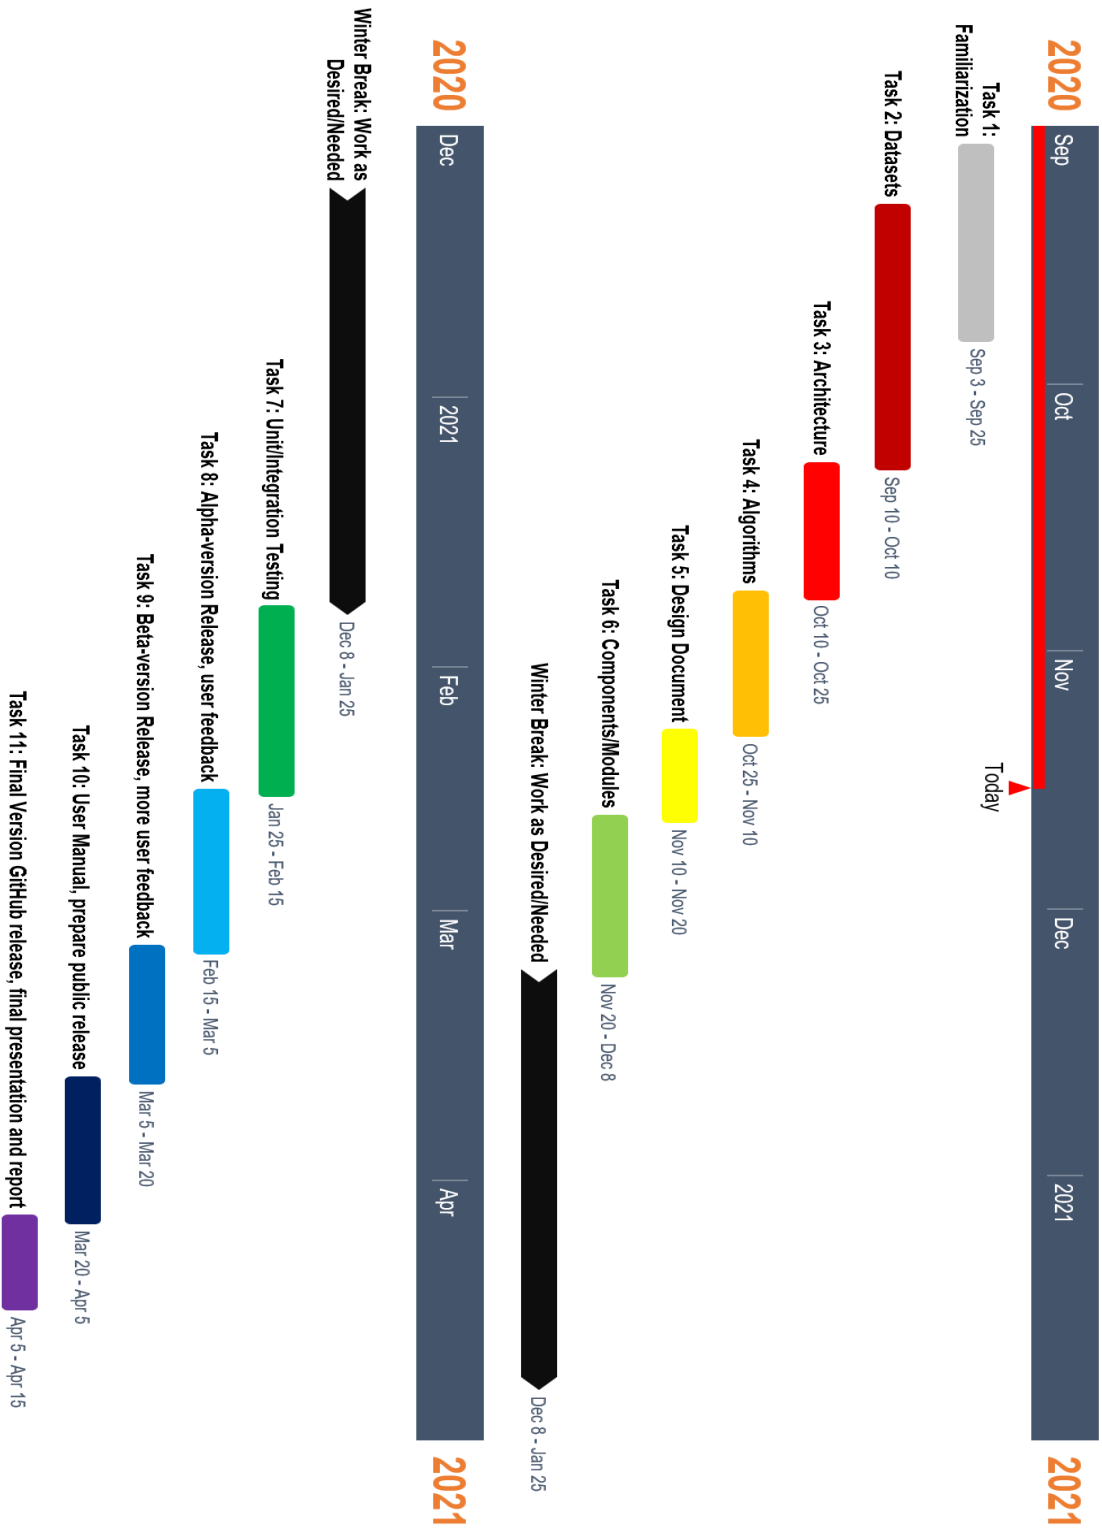 2020
Sep
Oct
Nov
Dec
2021
2021
Today
Task 1:
Familiarization
Sep 3 - Sep 25
Task 2: Datasets
Sep 10 - Oct 10
Task 3: Architecture
Oct 10 - Oct 25
Task 4: Algorithms
Oct 25 - Nov 10
Task 5: Design Document
Nov 10 - Nov 20
Task 6: Components/Modules
Nov 20 - Dec 8
Winter Break: Work as Desired/Needed
Dec 8 - Jan 25
2020
Dec
2021
Feb
Mar
Apr
2021
Winter Break: Work as
Desired/Needed
Dec 8 - Jan 25
Task 7: Unit/Integration Testing
Jan 25 - Feb 15
Task 8: Alpha-version Release, user feedback
Feb 15 - Mar 5
Task 9: Beta-version Release, more user feedback
Mar 5 - Mar 20
Task 10: User Manual, prepare public release
Mar 20 - Apr 5
Task 11: Final Version GitHub release, final presentation and report
Apr 5 - Apr 15